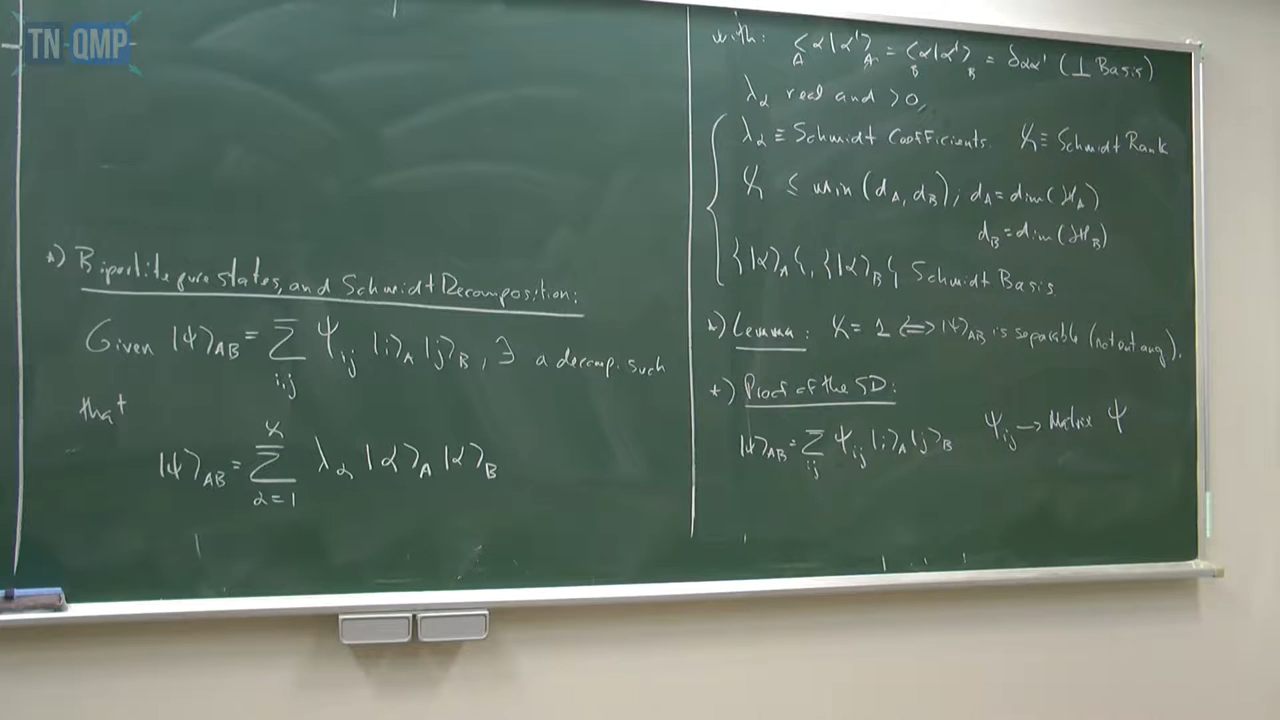 TN QMP
*) Bipartite pure states, and Schmidt Decomposition:
Given |ψ⟩_AB = Σ_{i,j} Ψ_ij |i⟩_A |j⟩_B , ∃ a decomp. such
that
|ψ⟩_AB = Σ_{α=1}^{χ} λ_α |α⟩_A |α⟩_B
with: _A⟨α|α'⟩_A = _B⟨α|α'⟩_B = δ_αα' (⊥ Basis)
λ_α real and > 0,
λ_α ≡ Schmidt Coefficients. χ ≡ Schmidt Rank
χ ≤ min(d_A, d_B); d_A = dim(ℋ_A)
d_B = dim(ℋ_B)
{|α⟩_A}, {|α⟩_B} Schmidt Basis.
*) Lemma: χ = 1 ⟺ |ψ⟩_AB is separable (not entang).
*) Proof of the SD:
|ψ⟩_AB = Σ_{ij} Ψ_ij |i⟩_A |j⟩_B Ψ_ij → Matrix Ψ